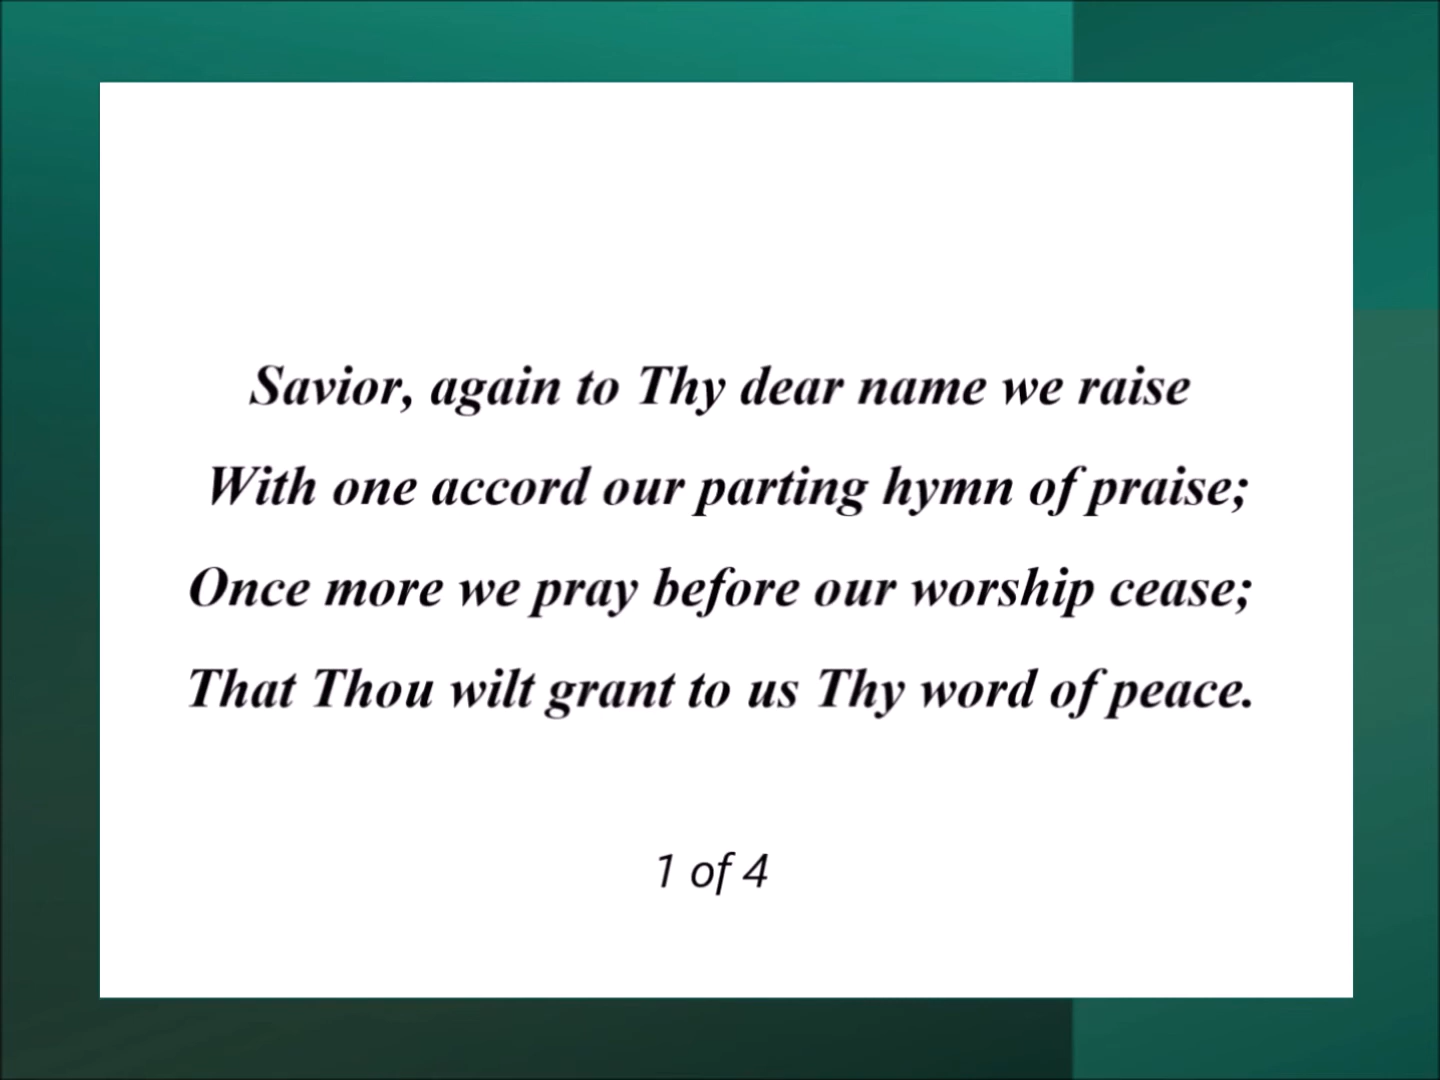 Savior, again to Thy dear name we raise
With one accord our parting hymn of praise;
Once more we pray before our worship cease;
That Thou wilt grant to us Thy word of peace.
1 of 4